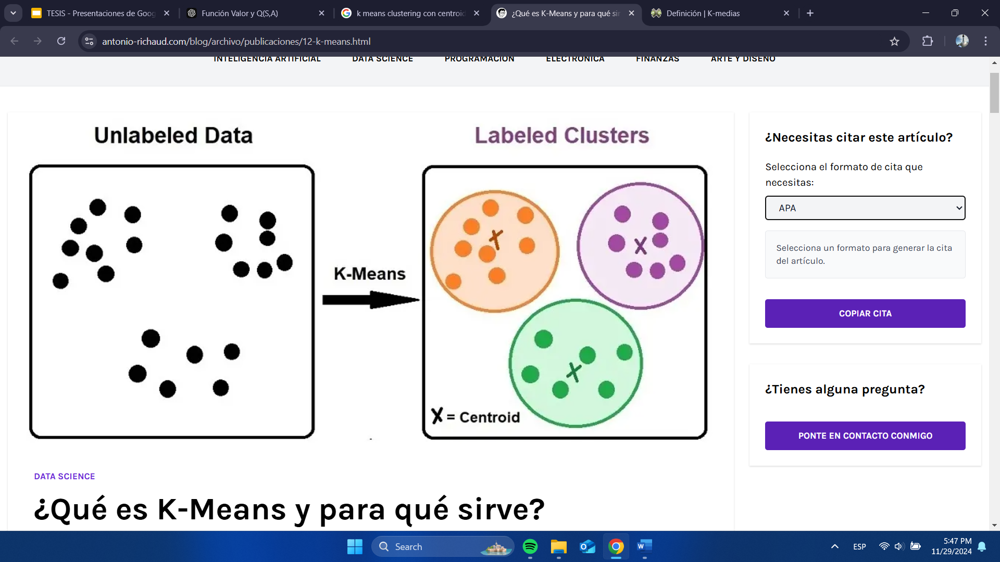 TESIS - Presentaciones de Goog
Función Valor y Q(S,A)
k means clustering con centroid
¿Qué es K-Means y para qué sir
Definición | K-medias
antonio-richaud.com/blog/archivo/publicaciones/12-k-means.html
INTELIGENCIA ARTIFICIAL
DATA SCIENCE
PROGRAMACIÓN
ELECTRÓNICA
FINANZAS
ARTE Y DISEÑO
Unlabeled Data
Labeled Clusters
K-Means
X = Centroid
DATA SCIENCE
¿Qué es K-Means y para qué sirve?
¿Necesitas citar este artículo?
Selecciona el formato de cita que
necesitas:
APA
Selecciona un formato para generar la cita
del artículo.
COPIAR CITA
¿Tienes alguna pregunta?
PONTE EN CONTACTO CONMIGO
Search
ESP
5:47 PM
11/29/2024